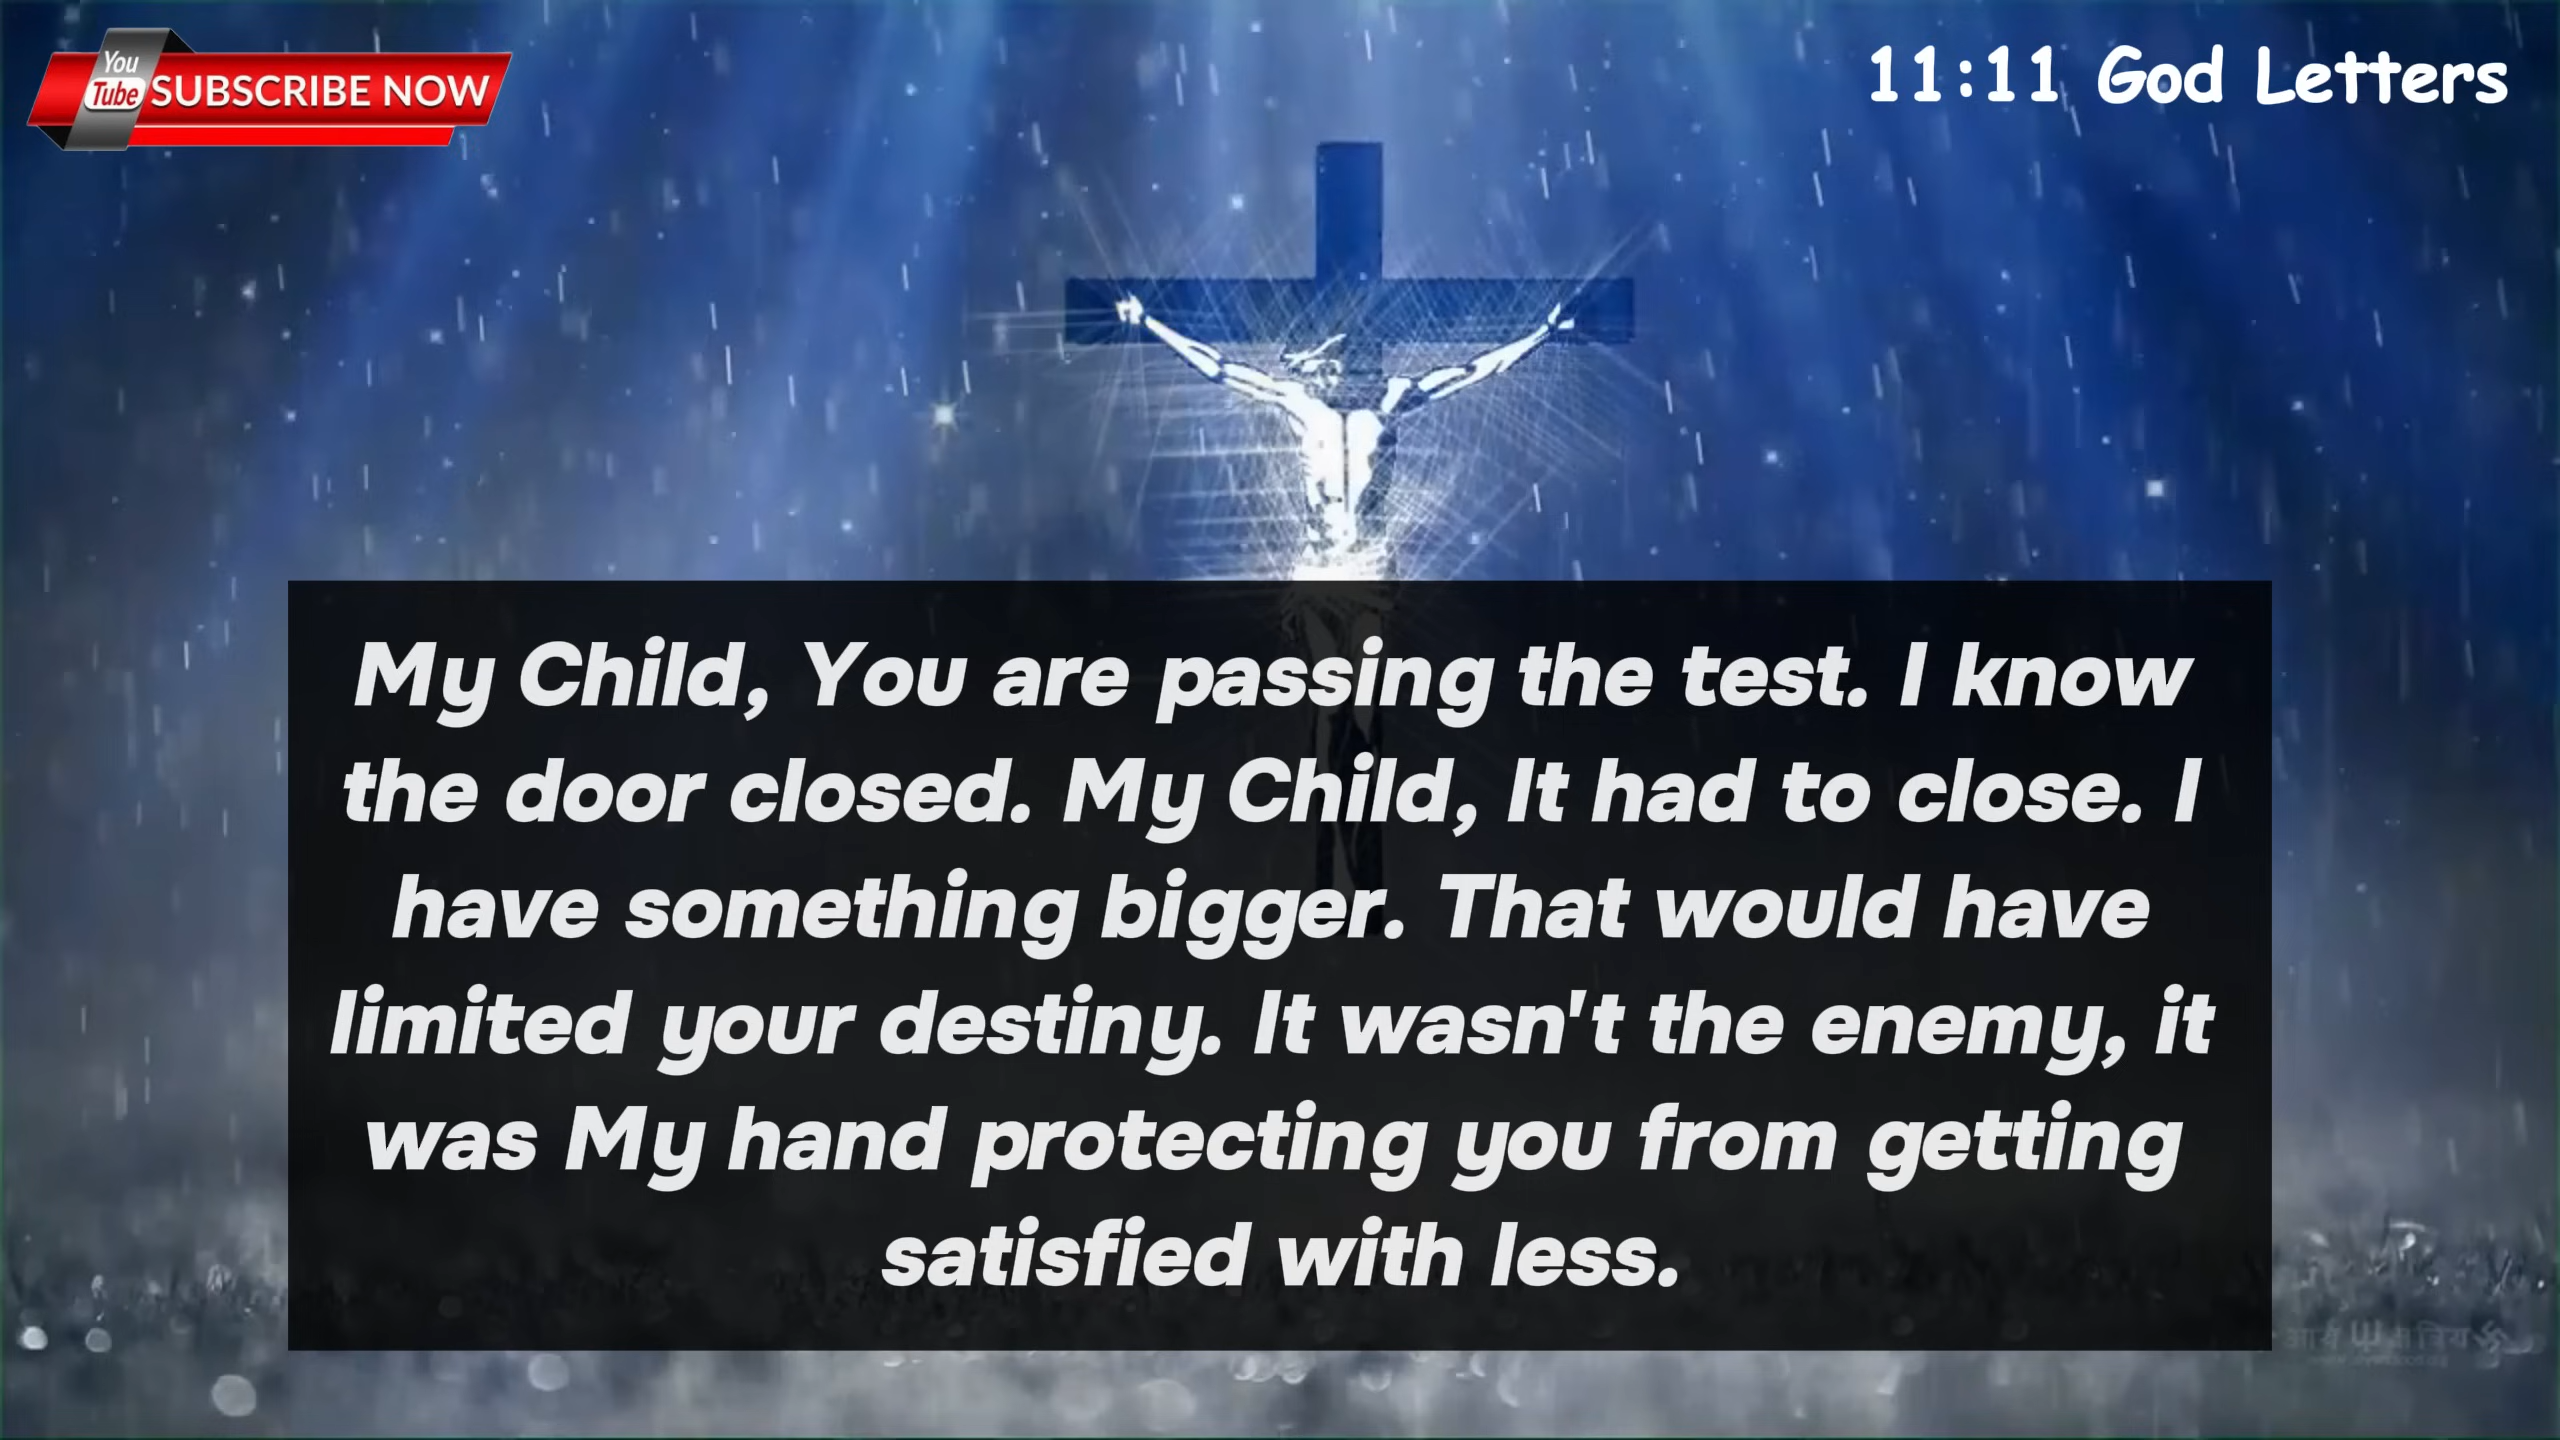 You
Tube
SUBSCRIBE NOW
11:11 God Letters
My Child, You are passing the test. I know
the door closed. My Child, It had to close. I
have something bigger. That would have
limited your destiny. It wasn't the enemy, it
was My hand protecting you from getting
satisfied with less.